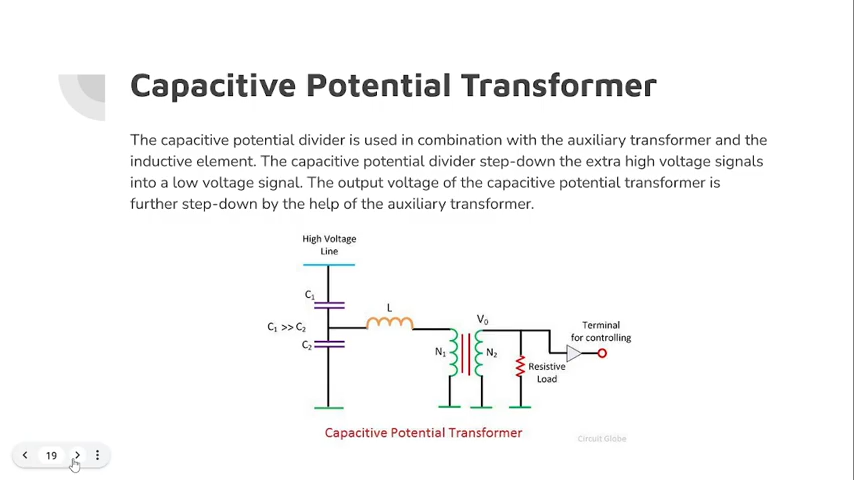 Capacitive Potential Transformer
The capacitive potential divider is used in combination with the auxiliary transformer and the
inductive element. The capacitive potential divider step-down the extra high voltage signals
into a low voltage signal. The output voltage of the capacitive potential transformer is
further step-down by the help of the auxiliary transformer.
High Voltage
Line
C₁
C₁ >> C₂
C₂
L
N₁
V₀
N₂
Resistive
Load
Terminal
for controlling
Capacitive Potential Transformer
Circuit Globe
19